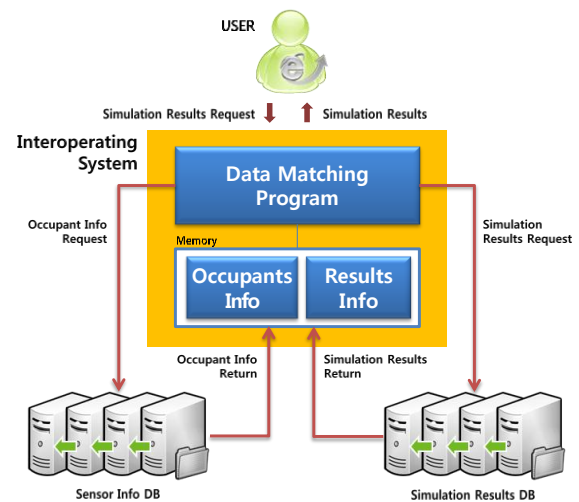 USER
Simulation Results Request
Simulation Results
Interoperating
System
Data Matching
Program
Occupant Info
Request
Simulation
Results Request
Memory
Occupants
Info
Results
Info
Occupant Info
Return
Simulation Results
Return
Sensor Info DB
Simulation Results DB